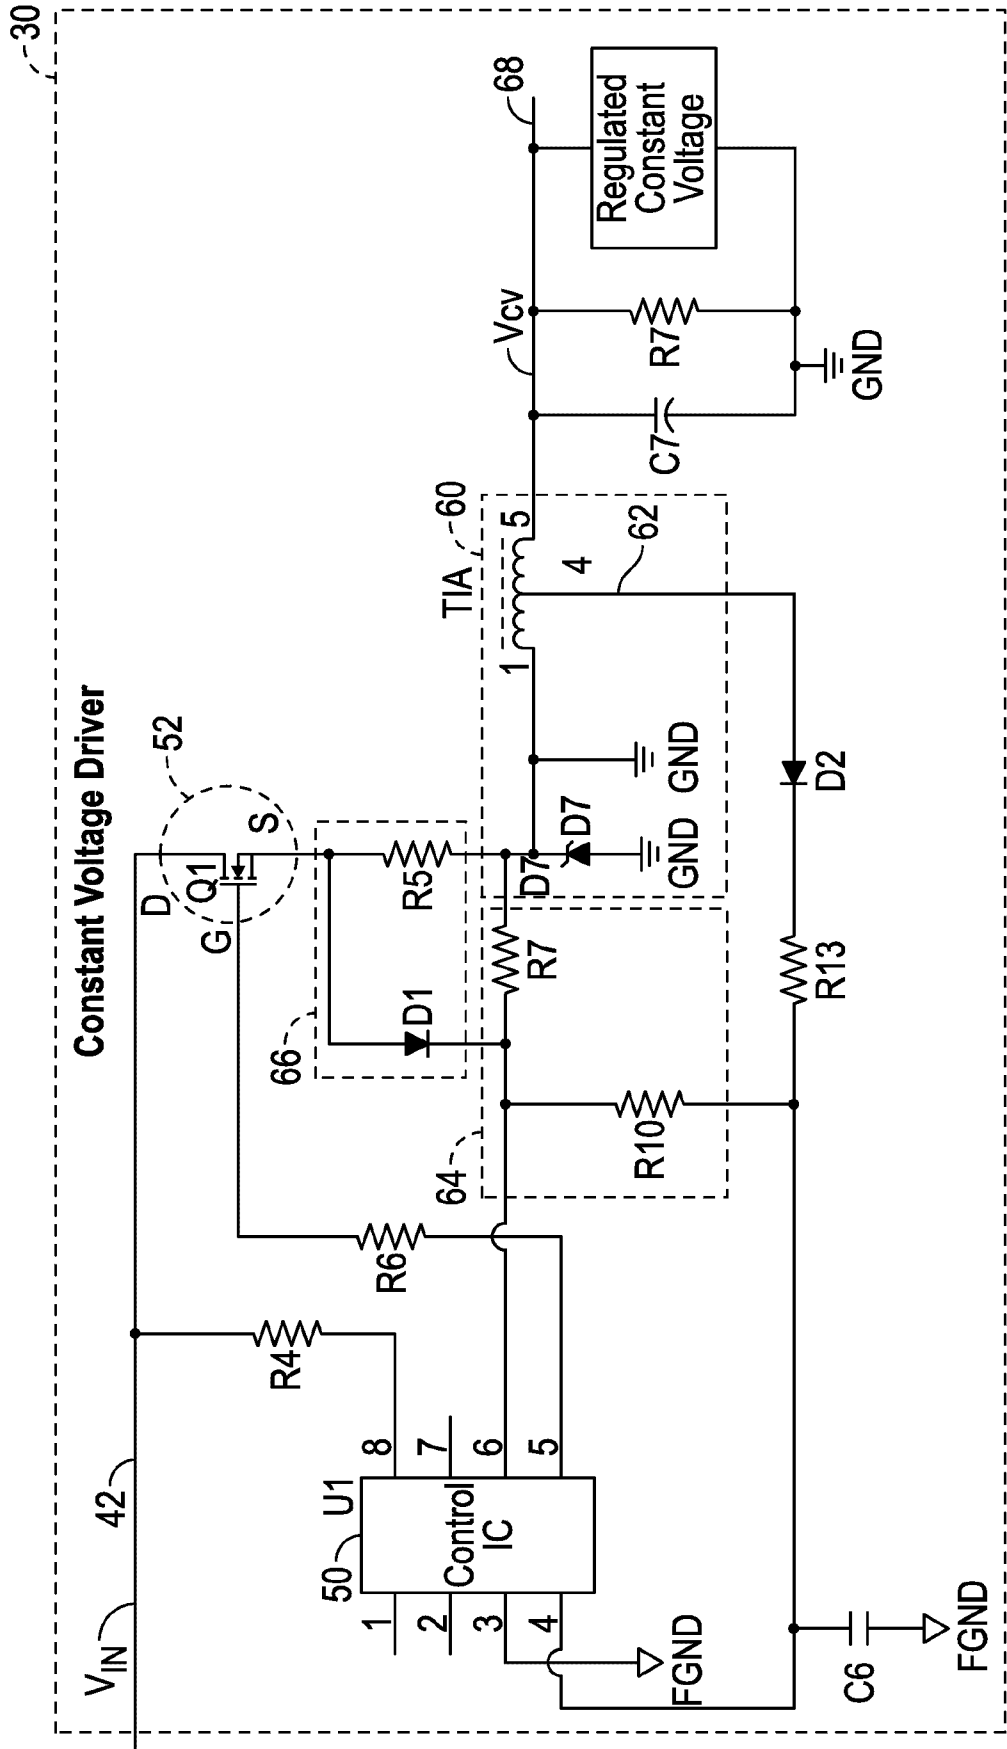 30
Constant Voltage Driver
V_IN
42
D
52
Q1
G
S
R4
R6
66
D1
R5
TIA
60
Vcv
68
50
U1
Control
IC
1
2
3
4
8
7
6
5
64
R7
R10
D7
D7
GND
GND
1
5
4
62
C7
R7
Regulated
Constant
Voltage
GND
FGND
C6
FGND
R13
D2